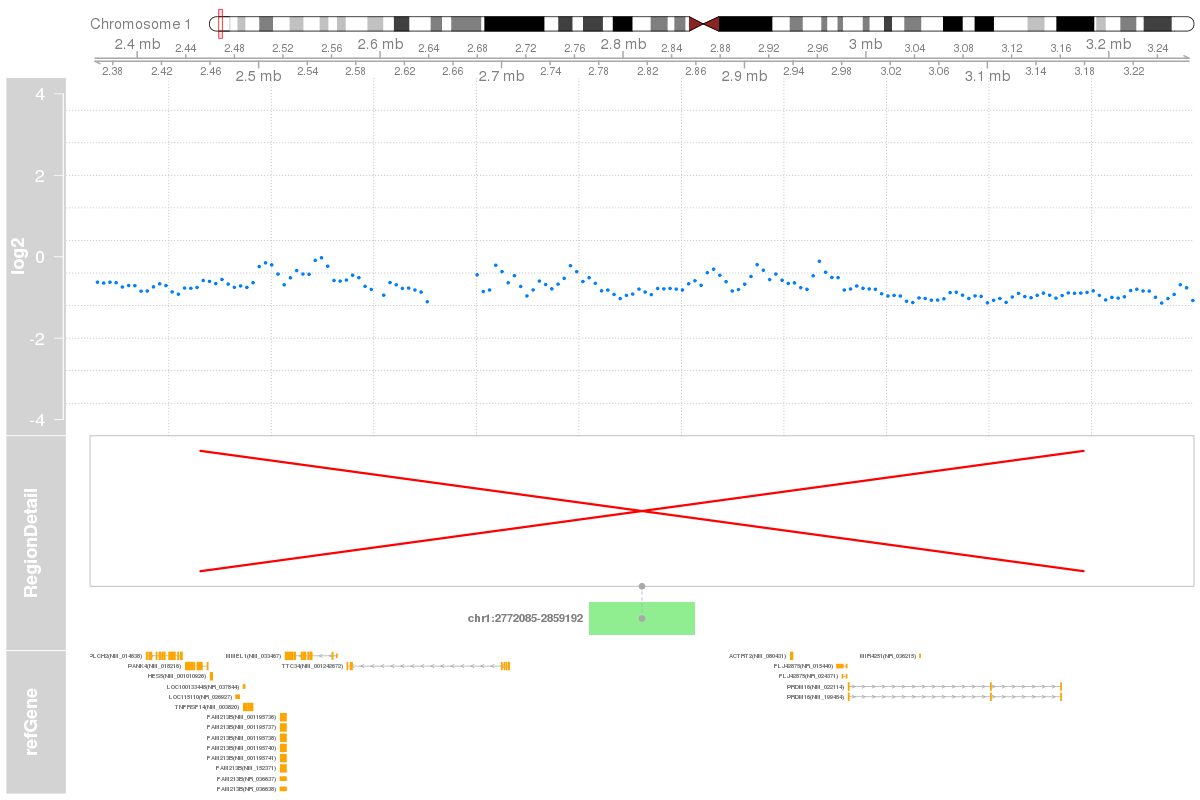 Chromosome 1
2.4 mb 2.44 2.48 2.52 2.56 2.6 mb 2.64 2.68 2.72 2.76 2.8 mb 2.84 2.88 2.92 2.96 3 mb 3.04 3.08 3.12 3.16 3.2 mb 3.24
2.38 2.42 2.46 2.5 mb 2.54 2.58 2.62 2.66 2.7 mb 2.74 2.78 2.82 2.86 2.9 mb 2.94 2.98 3.02 3.06 3.1 mb 3.14 3.18 3.22
log2
4
2
0
-2
-4
RegionDetail
chr1:2772085-2859192
refGene
PLCH2(NM_014638) MMEL1(NM_033467) ACTRT2(NM_080431) MIR4251(NR_036215)
PANK4(NM_018216) TTC34(NM_001242672) FLJ42875(NR_015440)
HES5(NM_001010926) FLJ42875(NR_024371)
LOC100133445(NR_037844) PRDM16(NM_022114)
LOC115110(NR_026927) PRDM16(NM_199454)
TNFRSF14(NM_003820)
FAM213B(NM_001195736)
FAM213B(NM_001195737)
FAM213B(NM_001195738)
FAM213B(NM_001195740)
FAM213B(NM_001195741)
FAM213B(NM_152371)
FAM213B(NR_036637)
FAM213B(NR_036638)